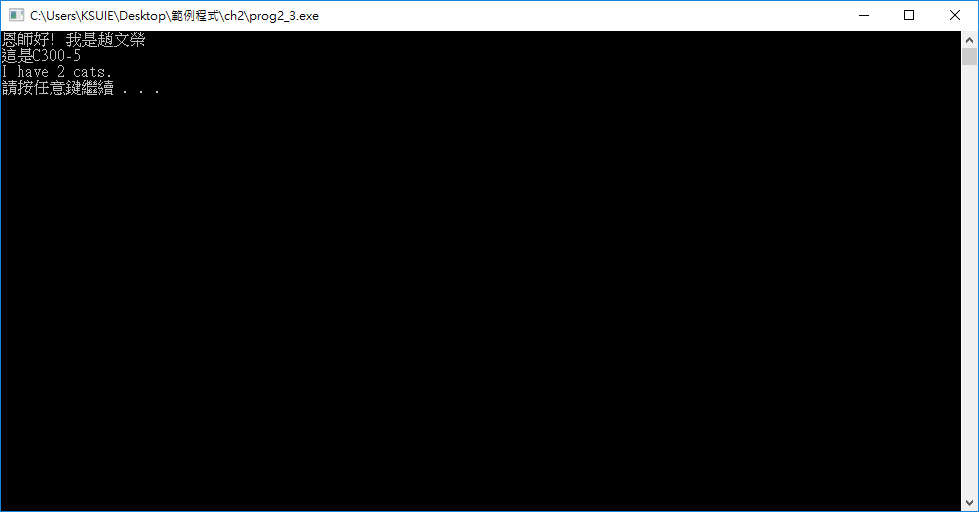 C:\Users\KSUIE\Desktop\範例程式\ch2\prog2_3.exe
恩師好! 我是趙文榮
這是C300-5
I have 2 cats.
請按任意鍵繼續 . . .